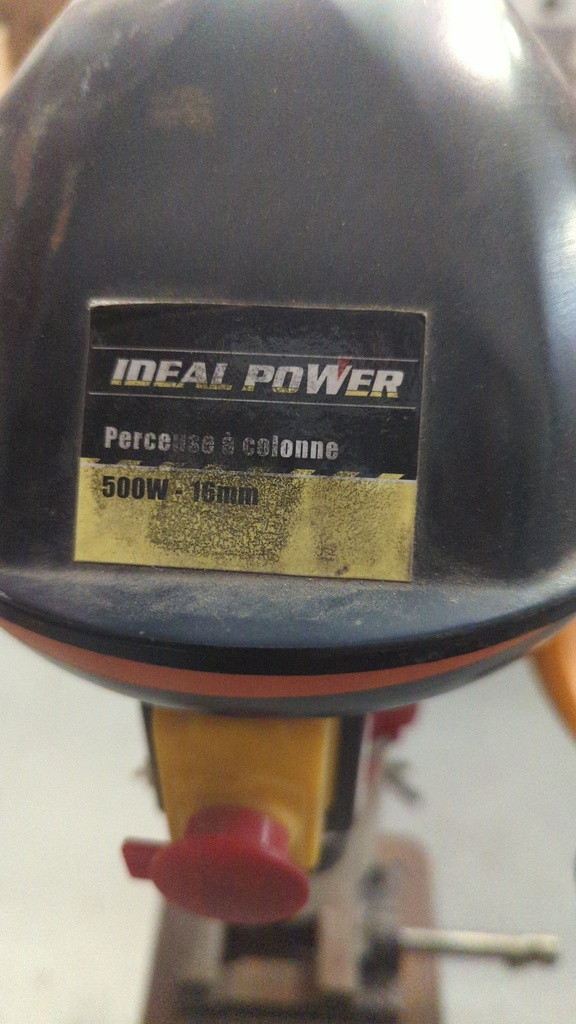 IDEAL POWER
Perceuse à colonne
500W - 16mm